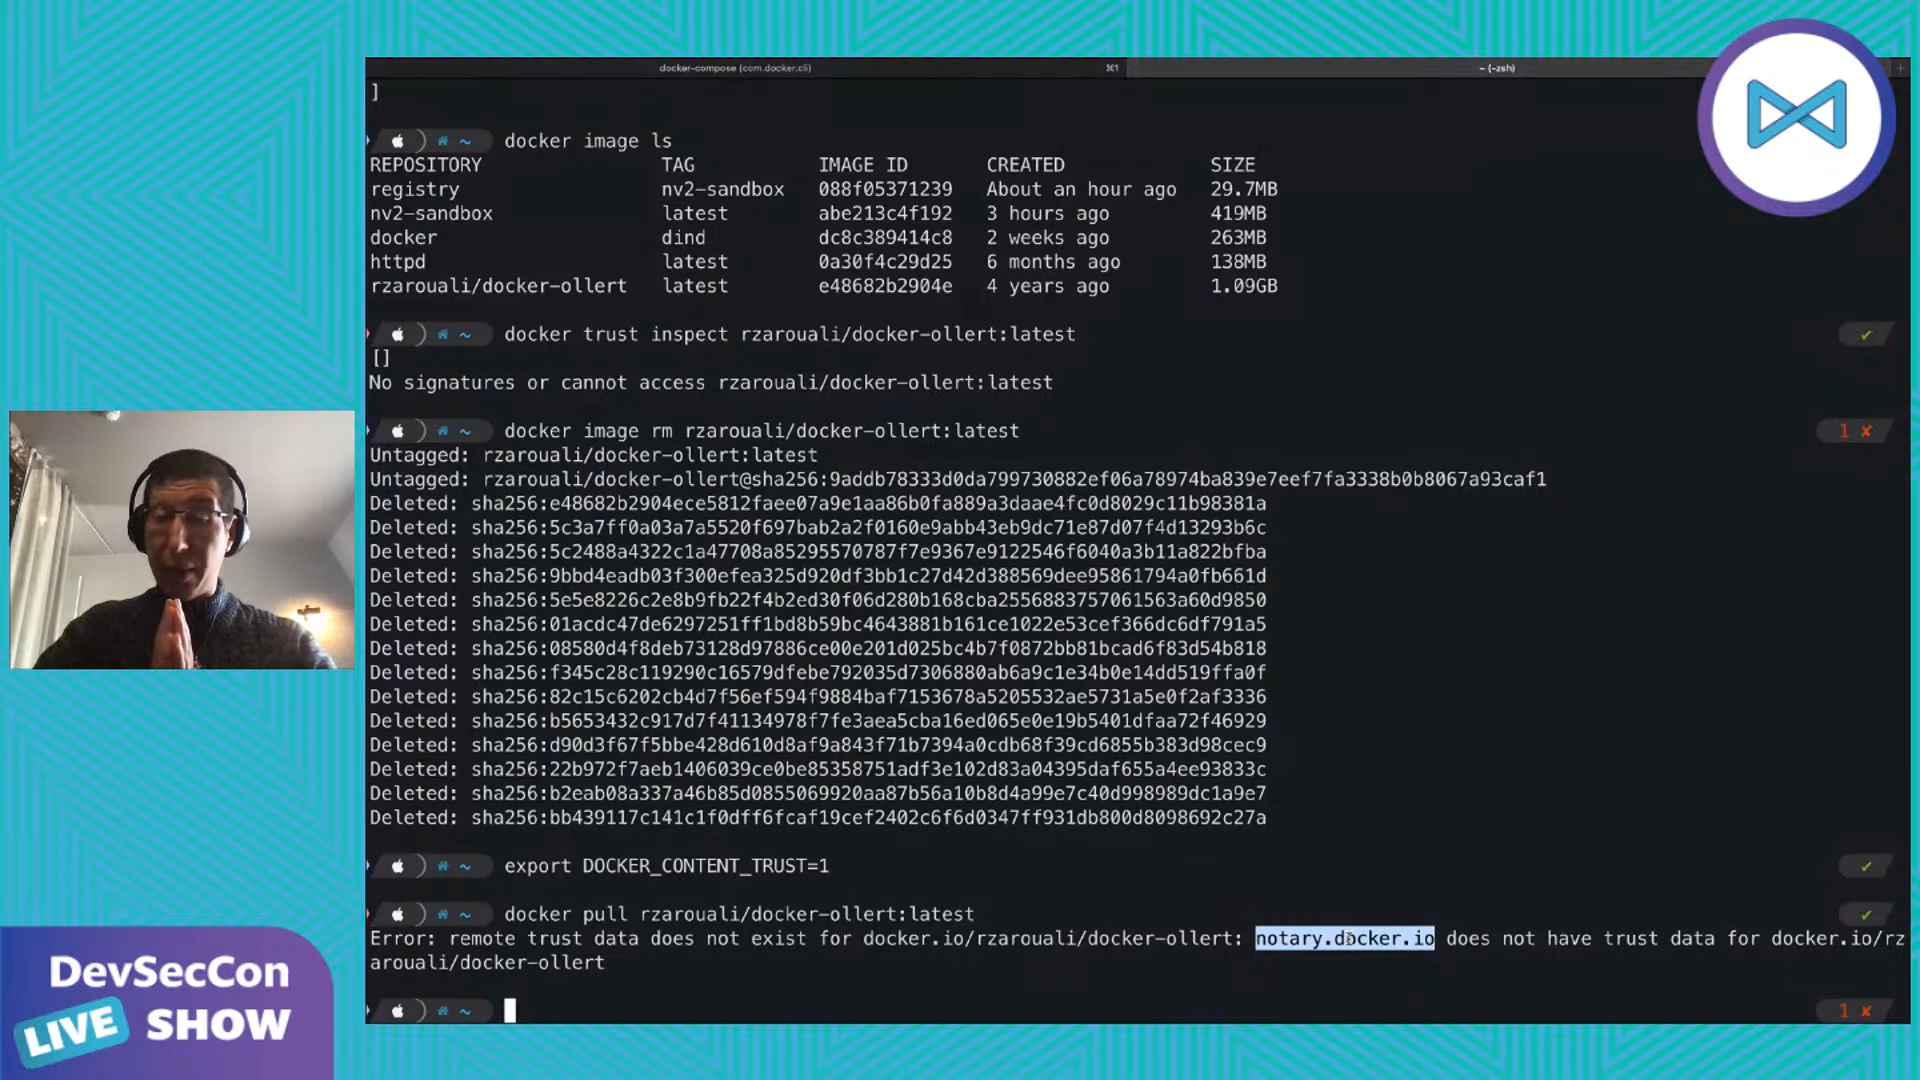 docker-compose (com.docker.cli) ⌘1 ~ (-zsh) +
]
~ docker image ls
REPOSITORY TAG IMAGE ID CREATED SIZE
registry nv2-sandbox 088f05371239 About an hour ago 29.7MB
nv2-sandbox latest abe213c4f192 3 hours ago 419MB
docker dind dc8c389414c8 2 weeks ago 263MB
httpd latest 0a30f4c29d25 6 months ago 138MB
rzarouali/docker-ollert latest e48682b2904e 4 years ago 1.09GB
~ docker trust inspect rzarouali/docker-ollert:latest ✓
[]
No signatures or cannot access rzarouali/docker-ollert:latest
~ docker image rm rzarouali/docker-ollert:latest 1 ✘
Untagged: rzarouali/docker-ollert:latest
Untagged: rzarouali/docker-ollert@sha256:9addb78333d0da799730882ef06a78974ba839e7eef7fa3338b0b8067a93caf1
Deleted: sha256:e48682b2904ece5812faee07a9e1aa86b0fa889a3daae4fc0d8029c11b98381a
Deleted: sha256:5c3a7ff0a03a7a5520f697bab2a2f0160e9abb43eb9dc71e87d07f4d13293b6c
Deleted: sha256:5c2488a4322c1a47708a85295570787f7e9367e9122546f6040a3b11a822bfba
Deleted: sha256:9bbd4eadb03f300efea325d920df3bb1c27d42d388569dee95861794a0fb661d
Deleted: sha256:5e5e8226c2e8b9fb22f4b2ed30f06d280b168cba2556883757061563a60d9850
Deleted: sha256:01acdc47de6297251ff1bd8b59bc4643881b161ce1022e53cef366dc6df791a5
Deleted: sha256:08580d4f8deb73128d97886ce00e201d025bc4b7f0872bb81bcad6f83d54b818
Deleted: sha256:f345c28c119290c16579dfebe792035d7306880ab6a9c1e34b0e14dd519ffa0f
Deleted: sha256:82c15c6202cb4d7f56ef594f9884baf7153678a5205532ae5731a5e0f2af3336
Deleted: sha256:b5653432c917d7f41134978f7fe3aea5cba16ed065e0e19b5401dfaa72f46929
Deleted: sha256:d90d3f67f5bbe428d610d8af9a843f71b7394a0cdb68f39cd6855b383d98cec9
Deleted: sha256:22b972f7aeb1406039ce0be85358751adf3e102d83a04395daf655a4ee93833c
Deleted: sha256:b2eab08a337a46b85d0855069920aa87b56a10b8d4a99e7c40d998989dc1a9e7
Deleted: sha256:bb439117c141c1f0dff6fcaf19cef2402c6f6d0347ff931db800d8098692c27a
~ export DOCKER_CONTENT_TRUST=1 ✓
~ docker pull rzarouali/docker-ollert:latest ✓
Error: remote trust data does not exist for docker.io/rzarouali/docker-ollert: notary.docker.io does not have trust data for docker.io/rz
arouali/docker-ollert
~ 1 ✘
DevSecCon
LIVE SHOW